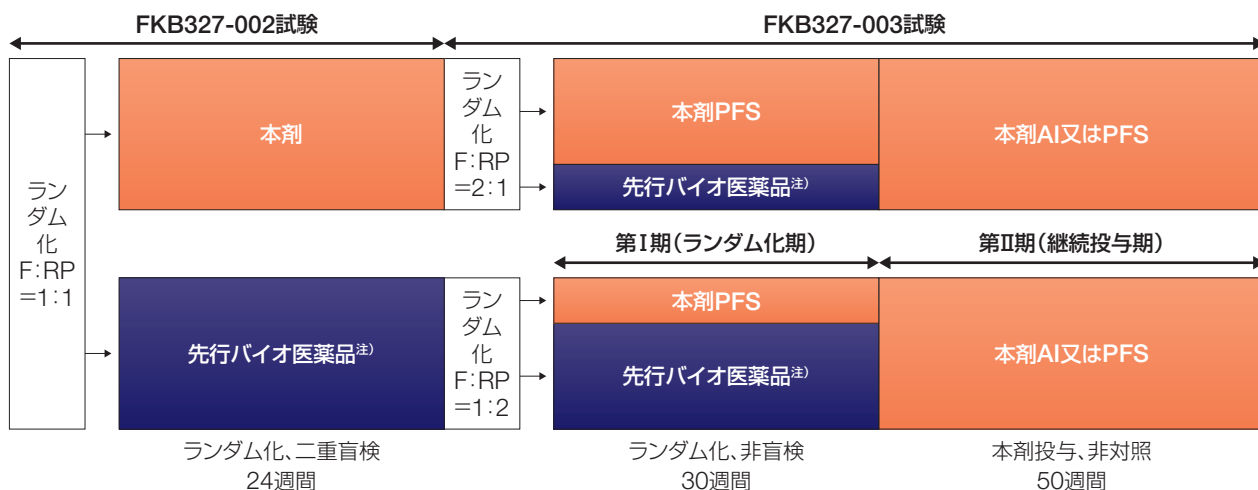 FKB327-002試験
FKB327-003試験
ラン
ダム
化
F:RP
=1:1
本剤
ラン
ダム
化
F:RP
=2:1
本剤PFS
先行バイオ医薬品注)
本剤AI又はPFS
第Ⅰ期(ランダム化期)
第Ⅱ期(継続投与期)
先行バイオ医薬品注)
ラン
ダム
化
F:RP
=1:2
本剤PFS
先行バイオ医薬品注)
本剤AI又はPFS
ランダム化、二重盲検
24週間
ランダム化、非盲検
30週間
本剤投与、非対照
50週間